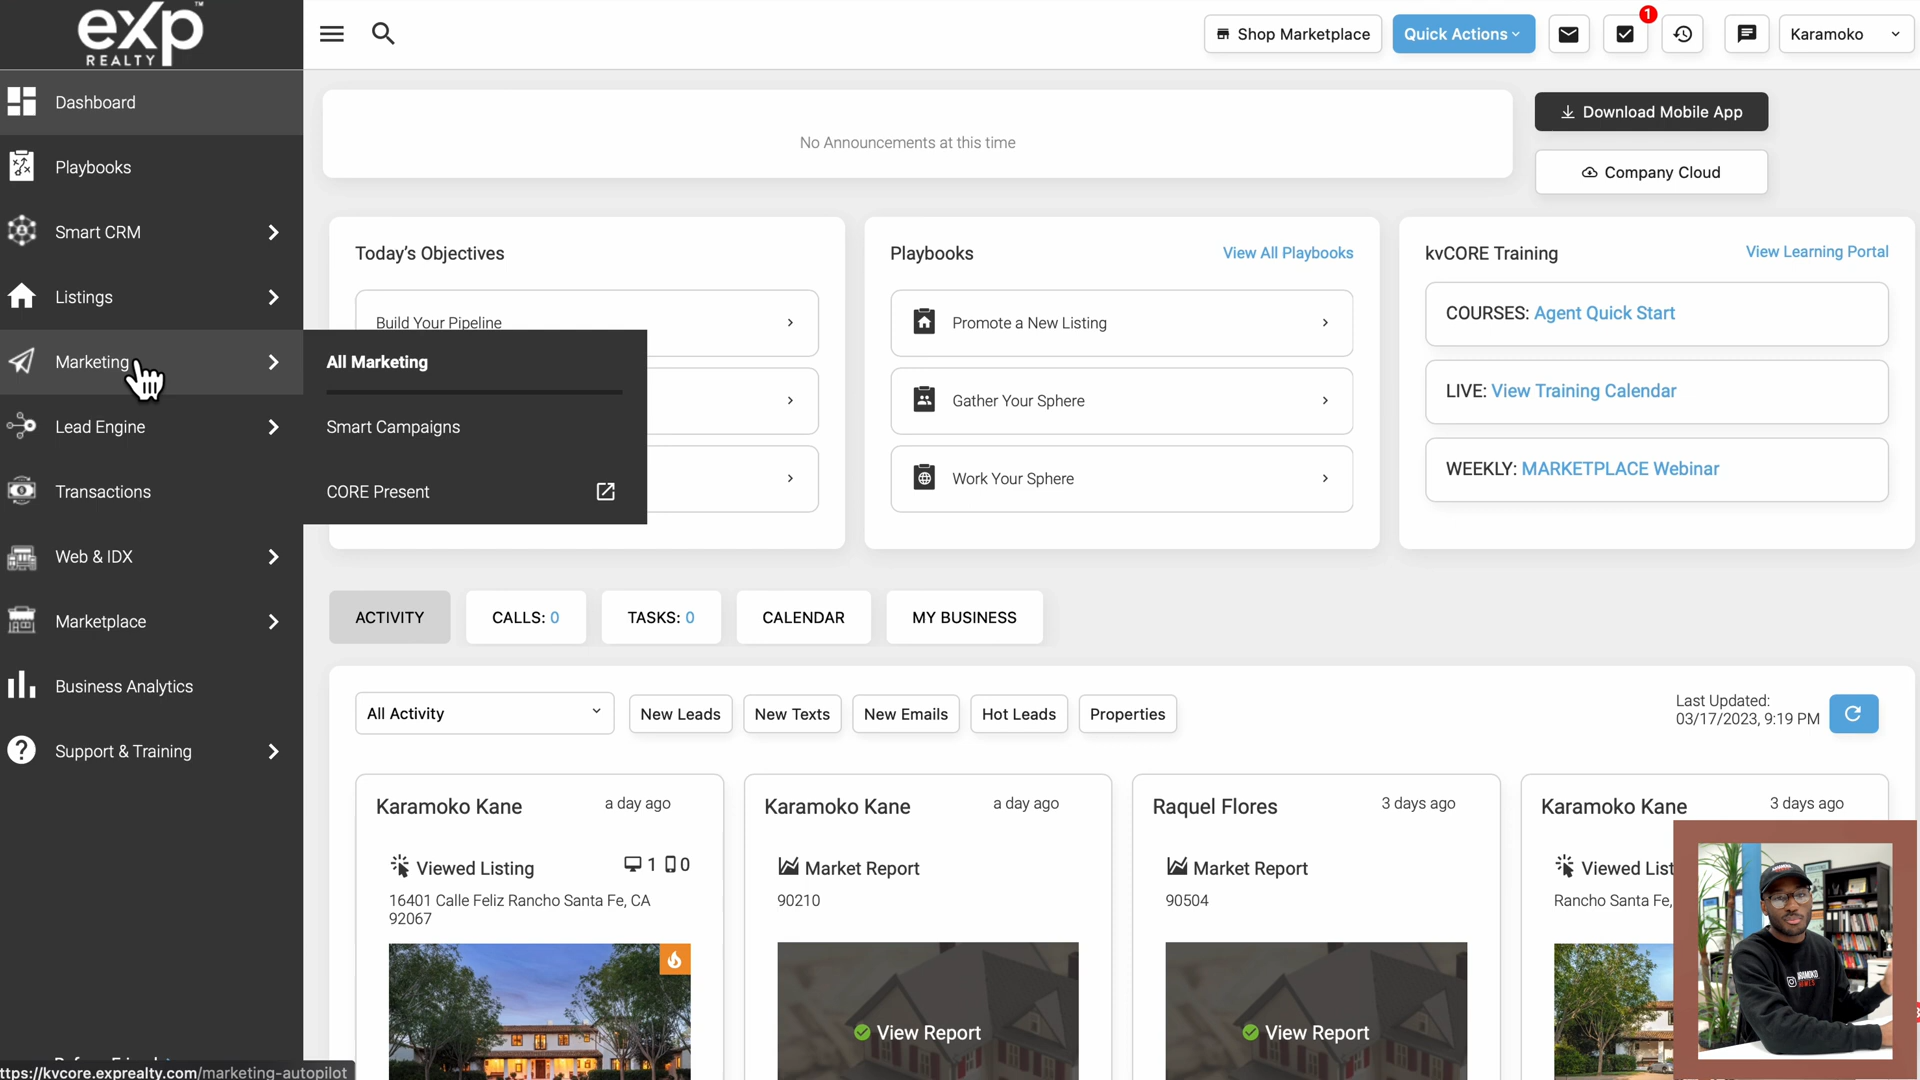 eXp™
REALTY
Shop Marketplace
Quick Actions
1
Karamoko
Dashboard
Playbooks
Smart CRM
Listings
Marketing
Lead Engine
Transactions
Web & IDX
Marketplace
Business Analytics
Support & Training
ttps://kvcore.exprealty.com/marketing-autopilot
All Marketing
Smart Campaigns
CORE Present
No Announcements at this time
Download Mobile App
Company Cloud
Today's Objectives
Build Your Pipeline
Playbooks
View All Playbooks
Promote a New Listing
Gather Your Sphere
Work Your Sphere
kvCORE Training
View Learning Portal
COURSES: Agent Quick Start
LIVE: View Training Calendar
WEEKLY: MARKETPLACE Webinar
ACTIVITY
CALLS: 0
TASKS: 0
CALENDAR
MY BUSINESS
All Activity
New Leads
New Texts
New Emails
Hot Leads
Properties
Last Updated:
03/17/2023, 9:19 PM
Karamoko Kane
a day ago
Viewed Listing
1
0
16401 Calle Feliz Rancho Santa Fe, CA
92067
Karamoko Kane
a day ago
Market Report
90210
View Report
Raquel Flores
3 days ago
Market Report
90504
View Report
Karamoko Kane
3 days ago
Viewed List
Rancho Santa Fe,